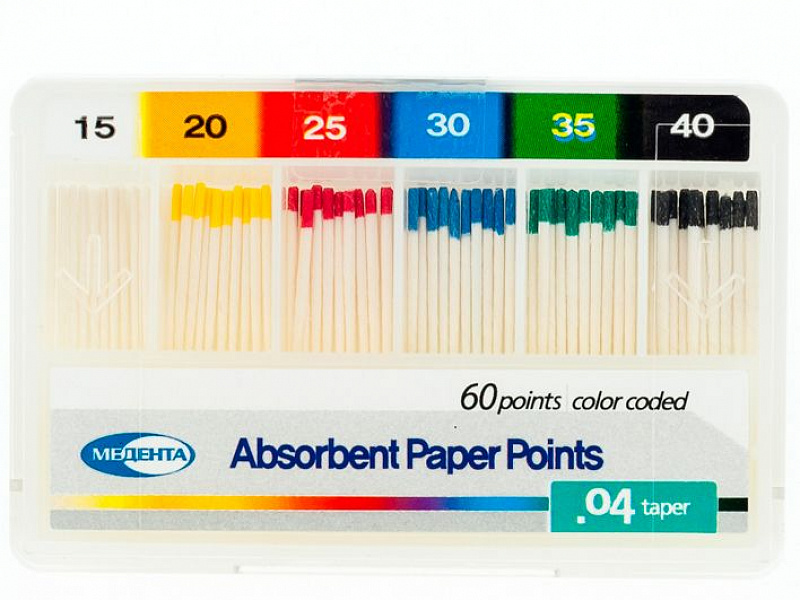 15 20 25 30 35 40
60 points color coded
МЕДЕНТА
Absorbent Paper Points
.04 taper